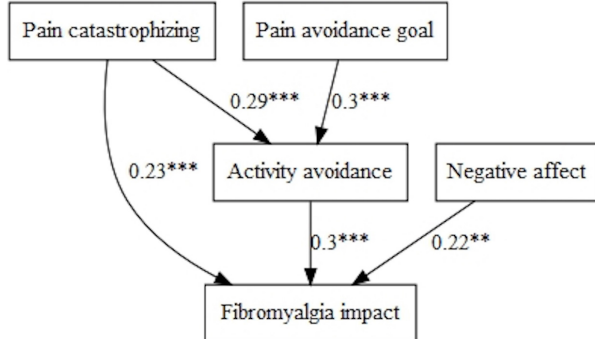 Pain catastrophizing
Pain avoidance goal
0.29***
0.3***
0.23***
Activity avoidance
Negative affect
0.3***
0.22**
Fibromyalgia impact